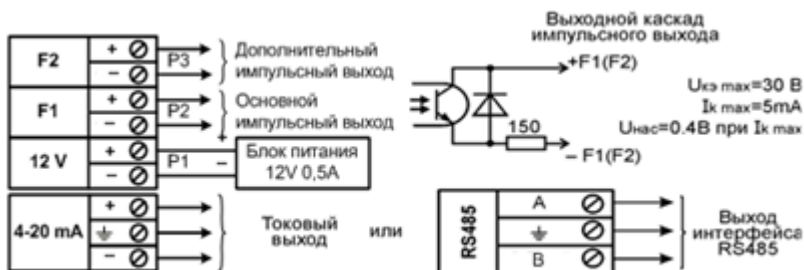 Выходной каскад
импульсного выхода
F2 + P3 Дополнительный
− импульсный выход
F1 + P2 Основной
− импульсный выход
12 V + P1 + Блок питания
− − 12V 0,5A
4-20 mA + Токовый
− выход
или
+F1(F2)
150
− F1(F2)
Uкэ max=30 В
Ik max=5mA
Uнас=0.4В при Ik max
RS485 A Выход
интерфейса
B RS485